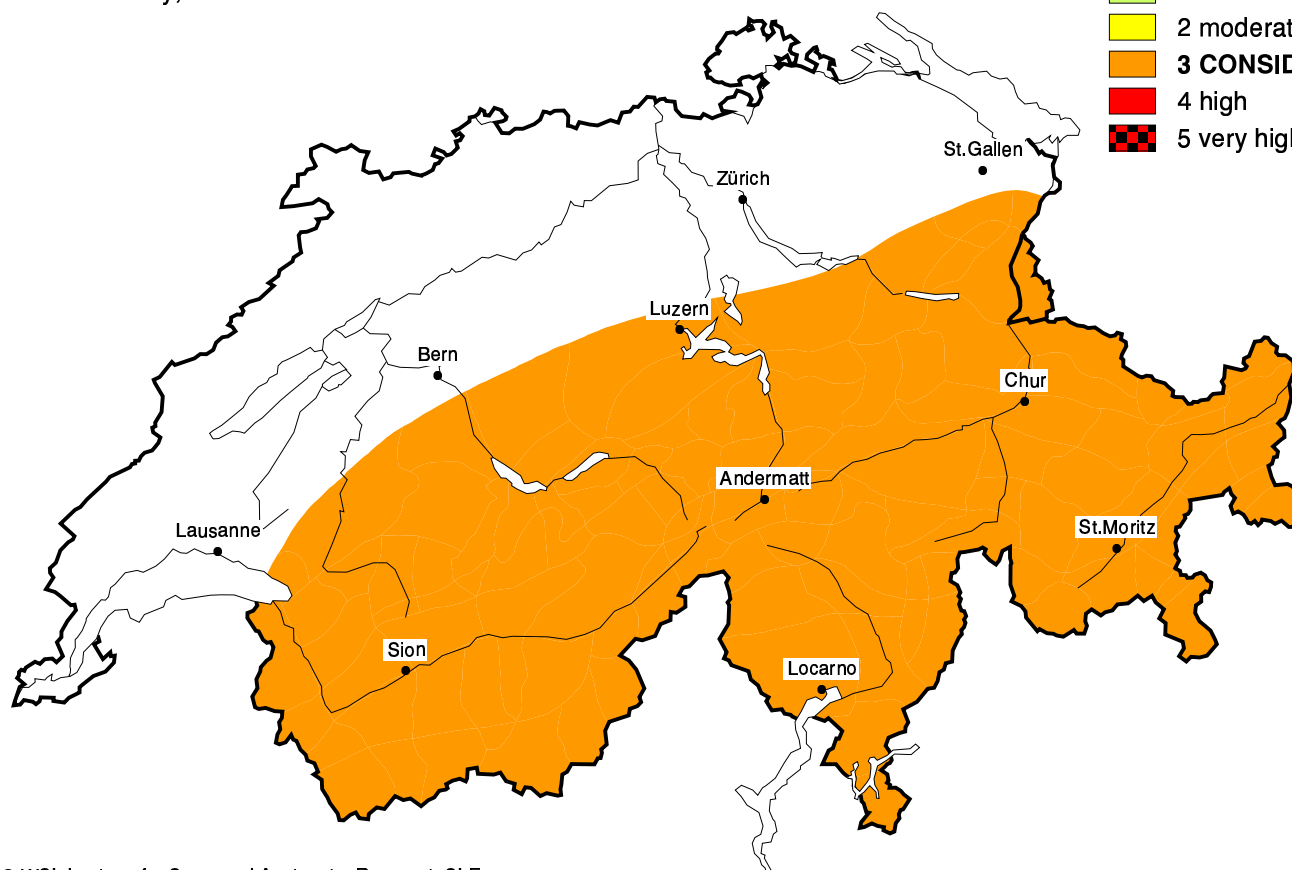 2 moderat
3 CONSID
4 high
5 very high
St.Gallen
Zürich
Luzern
Bern
Chur
Andermatt
Lausanne
St.Moritz
Sion
Locarno